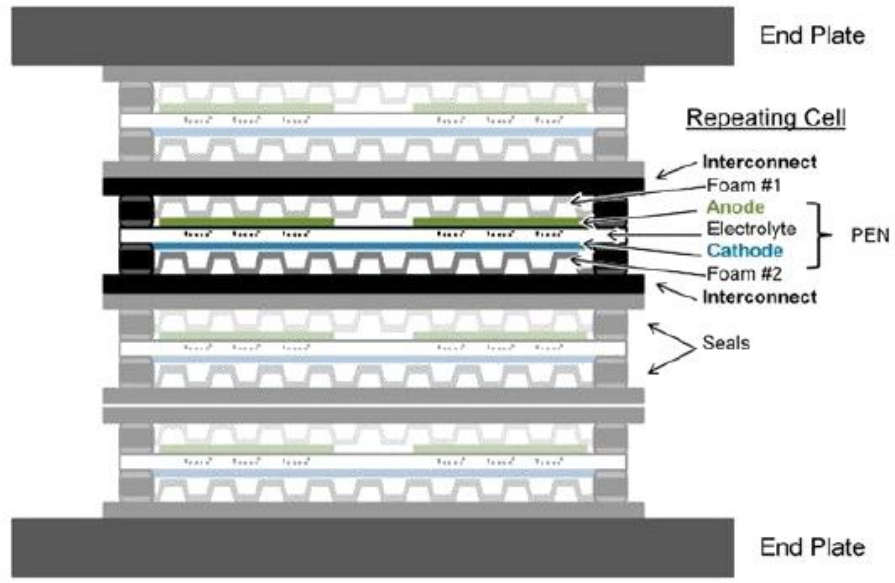 End Plate
Repeating Cell
Interconnect
Foam #1
Anode
Electrolyte
PEN
Cathode
Foam #2
Interconnect
Seals
End Plate